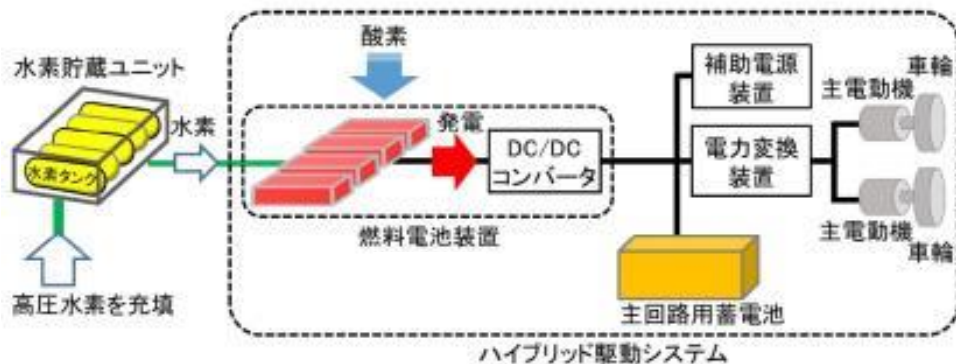 水素貯蔵ユニット
水素タンク
高圧水素を充填
水素
酸素
発電
DC/DC
コンバータ
燃料電池装置
補助電源
装置
電力変換
装置
主電動機
車輪
主電動機
車輪
主回路用蓄電池
ハイブリッド駆動システム